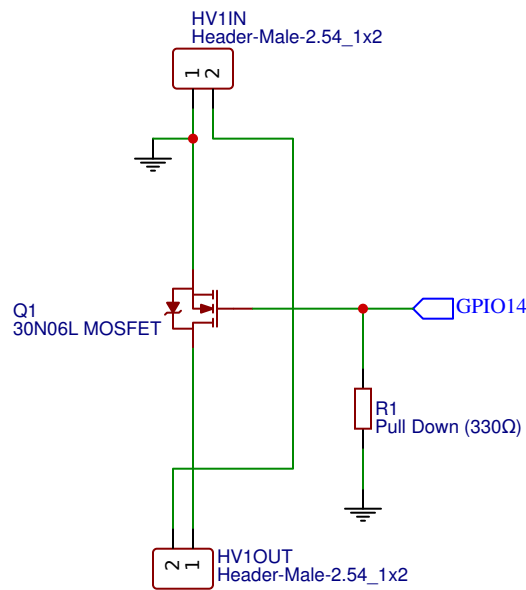 HV1IN
Header-Male-2.54_1x2
1
2
Q1
30N06L MOSFET
GPIO14
R1
Pull Down (330Ω)
2
1
HV1OUT
Header-Male-2.54_1x2